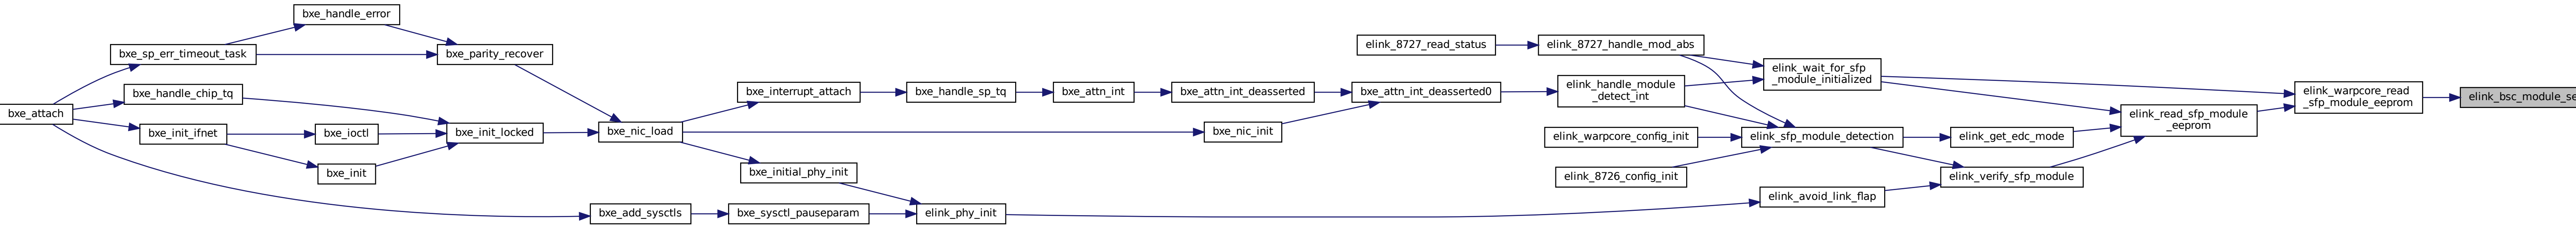 bxe_attach
bxe_sp_err_timeout_task
bxe_handle_chip_tq
bxe_init_ifnet
bxe_handle_error
bxe_ioctl
bxe_init
bxe_parity_recover
bxe_init_locked
bxe_add_sysctls
bxe_nic_load
bxe_sysctl_pauseparam
bxe_interrupt_attach
bxe_initial_phy_init
bxe_handle_sp_tq
elink_phy_init
bxe_attn_int
bxe_attn_int_deasserted
bxe_nic_init
elink_8727_read_status
bxe_attn_int_deasserted0
elink_8727_handle_mod_abs
elink_handle_module
_detect_int
elink_warpcore_config_init
elink_8726_config_init
elink_wait_for_sfp
_module_initialized
elink_sfp_module_detection
elink_avoid_link_flap
elink_get_edc_mode
elink_verify_sfp_module
elink_read_sfp_module
_eeprom
elink_warpcore_read
_sfp_module_eeprom